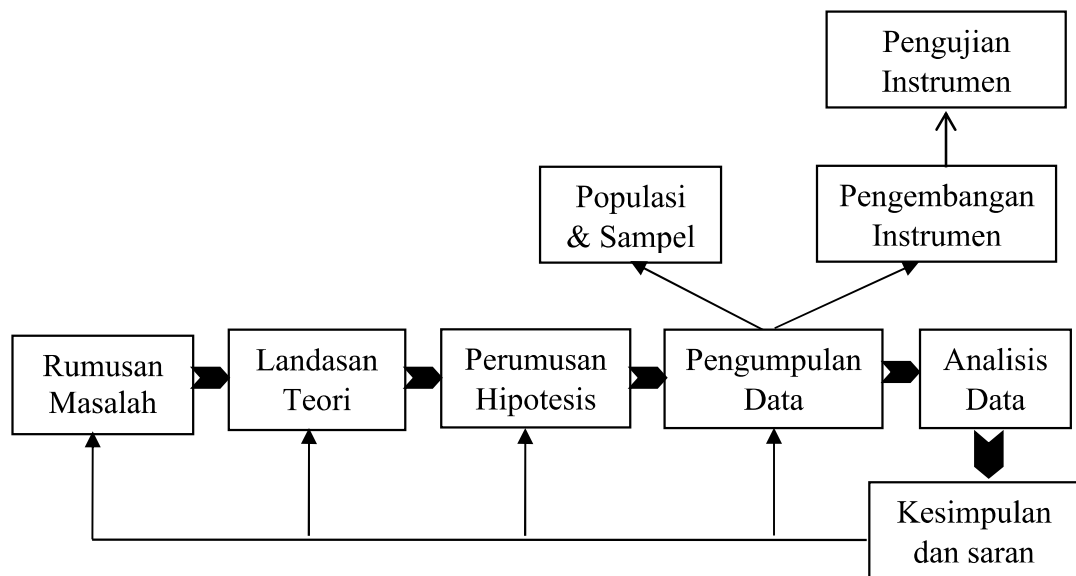 Pengujian
Instrumen
Populasi
& Sampel
Pengembangan
Instrumen
Rumusan
Masalah
Landasan
Teori
Perumusan
Hipotesis
Pengumpulan
Data
Analisis
Data
Kesimpulan
dan saran